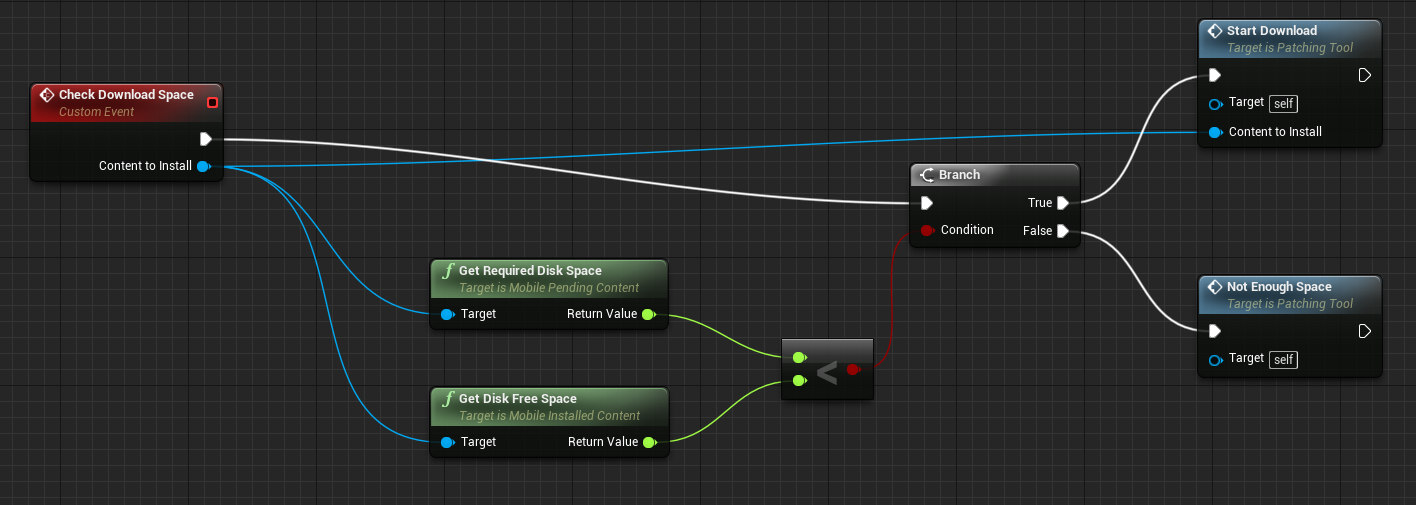 Check Download Space
Custom Event
Content to Install
Get Required Disk Space
Target is Mobile Pending Content
Target Return Value
Get Disk Free Space
Target is Mobile Installed Content
Target Return Value
<
Branch
True
Condition False
Start Download
Target is Patching Tool
Target self
Content to Install
Not Enough Space
Target is Patching Tool
Target self